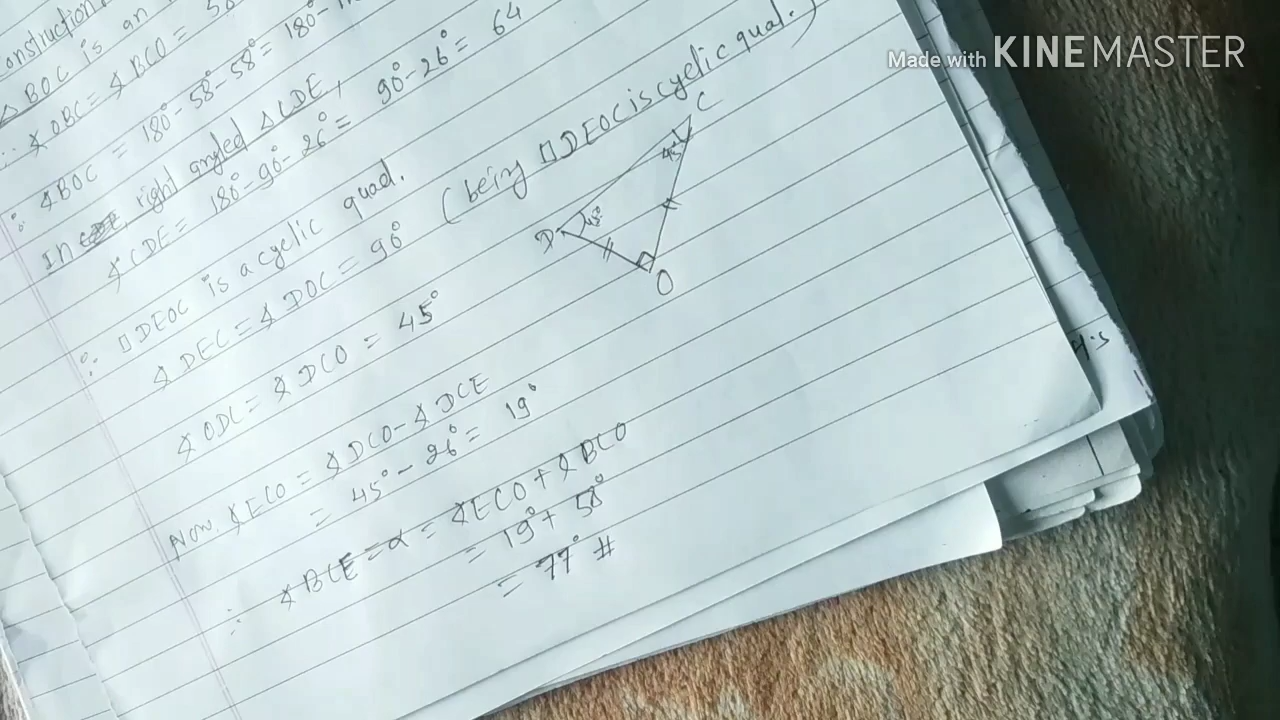 Construction:
△BOC is an
∴ ∡OBC = ∡BCO = 58
∴ ∡BOC = 180° - 58° - 58° = 180° - 11
In right angled △CDE,
∡CDE = 180° - 90° - 26° = 90° - 26° = 64
∴ □DEOC is a cyclic quad.
∡DEC = ∡DOC = 90° (being □DEOC is cyclic quad.)
∡ODC = ∡DCO = 45°
Now, ∡ECO = ∡DCO - ∡DCE
= 45° - 26° = 19°
∴ ∡BCE = α = ∡ECO + ∡BCO
= 19° + 58°
= 77° #
C
45°
D
45°
O
Made with KINEMASTER